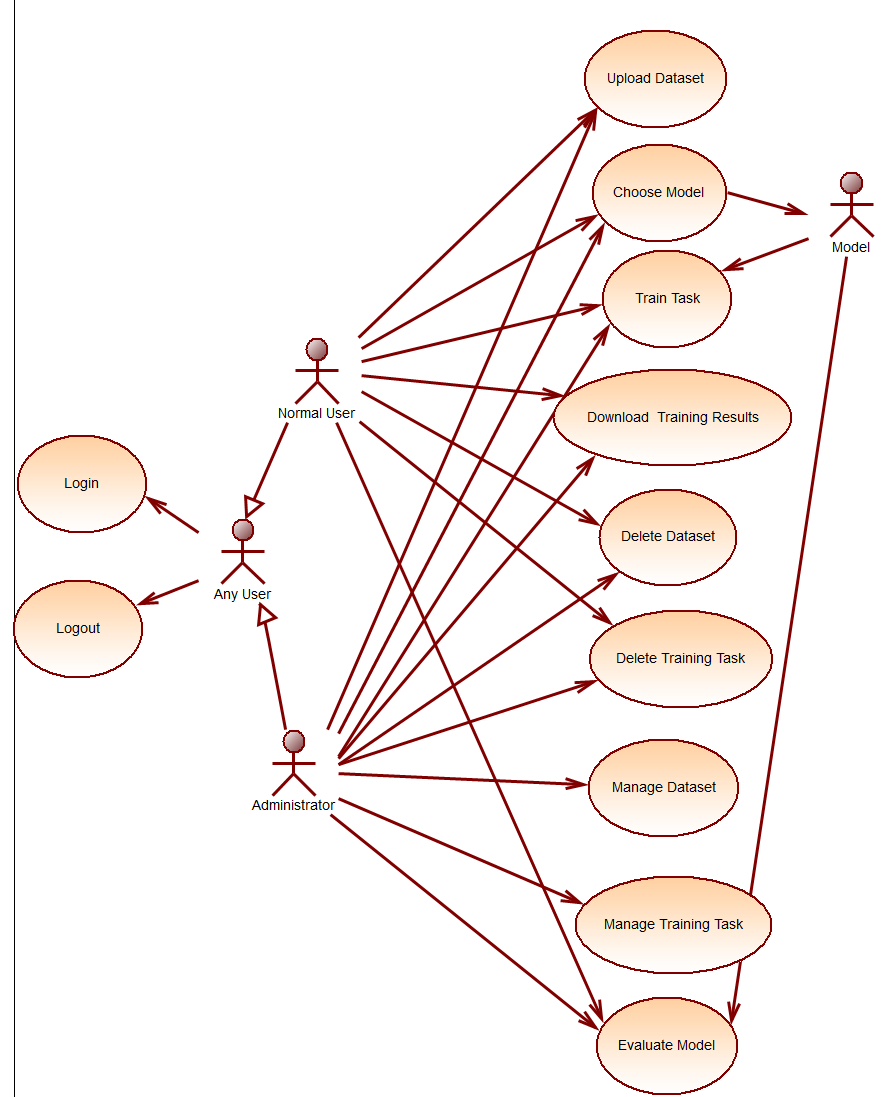 Upload Dataset
Choose Model
Model
Train Task
Normal User
Download  Training Results
Login
Delete Dataset
Any User
Logout
Delete Training Task
Manage Dataset
Administrator
Manage Training Task
Evaluate Model